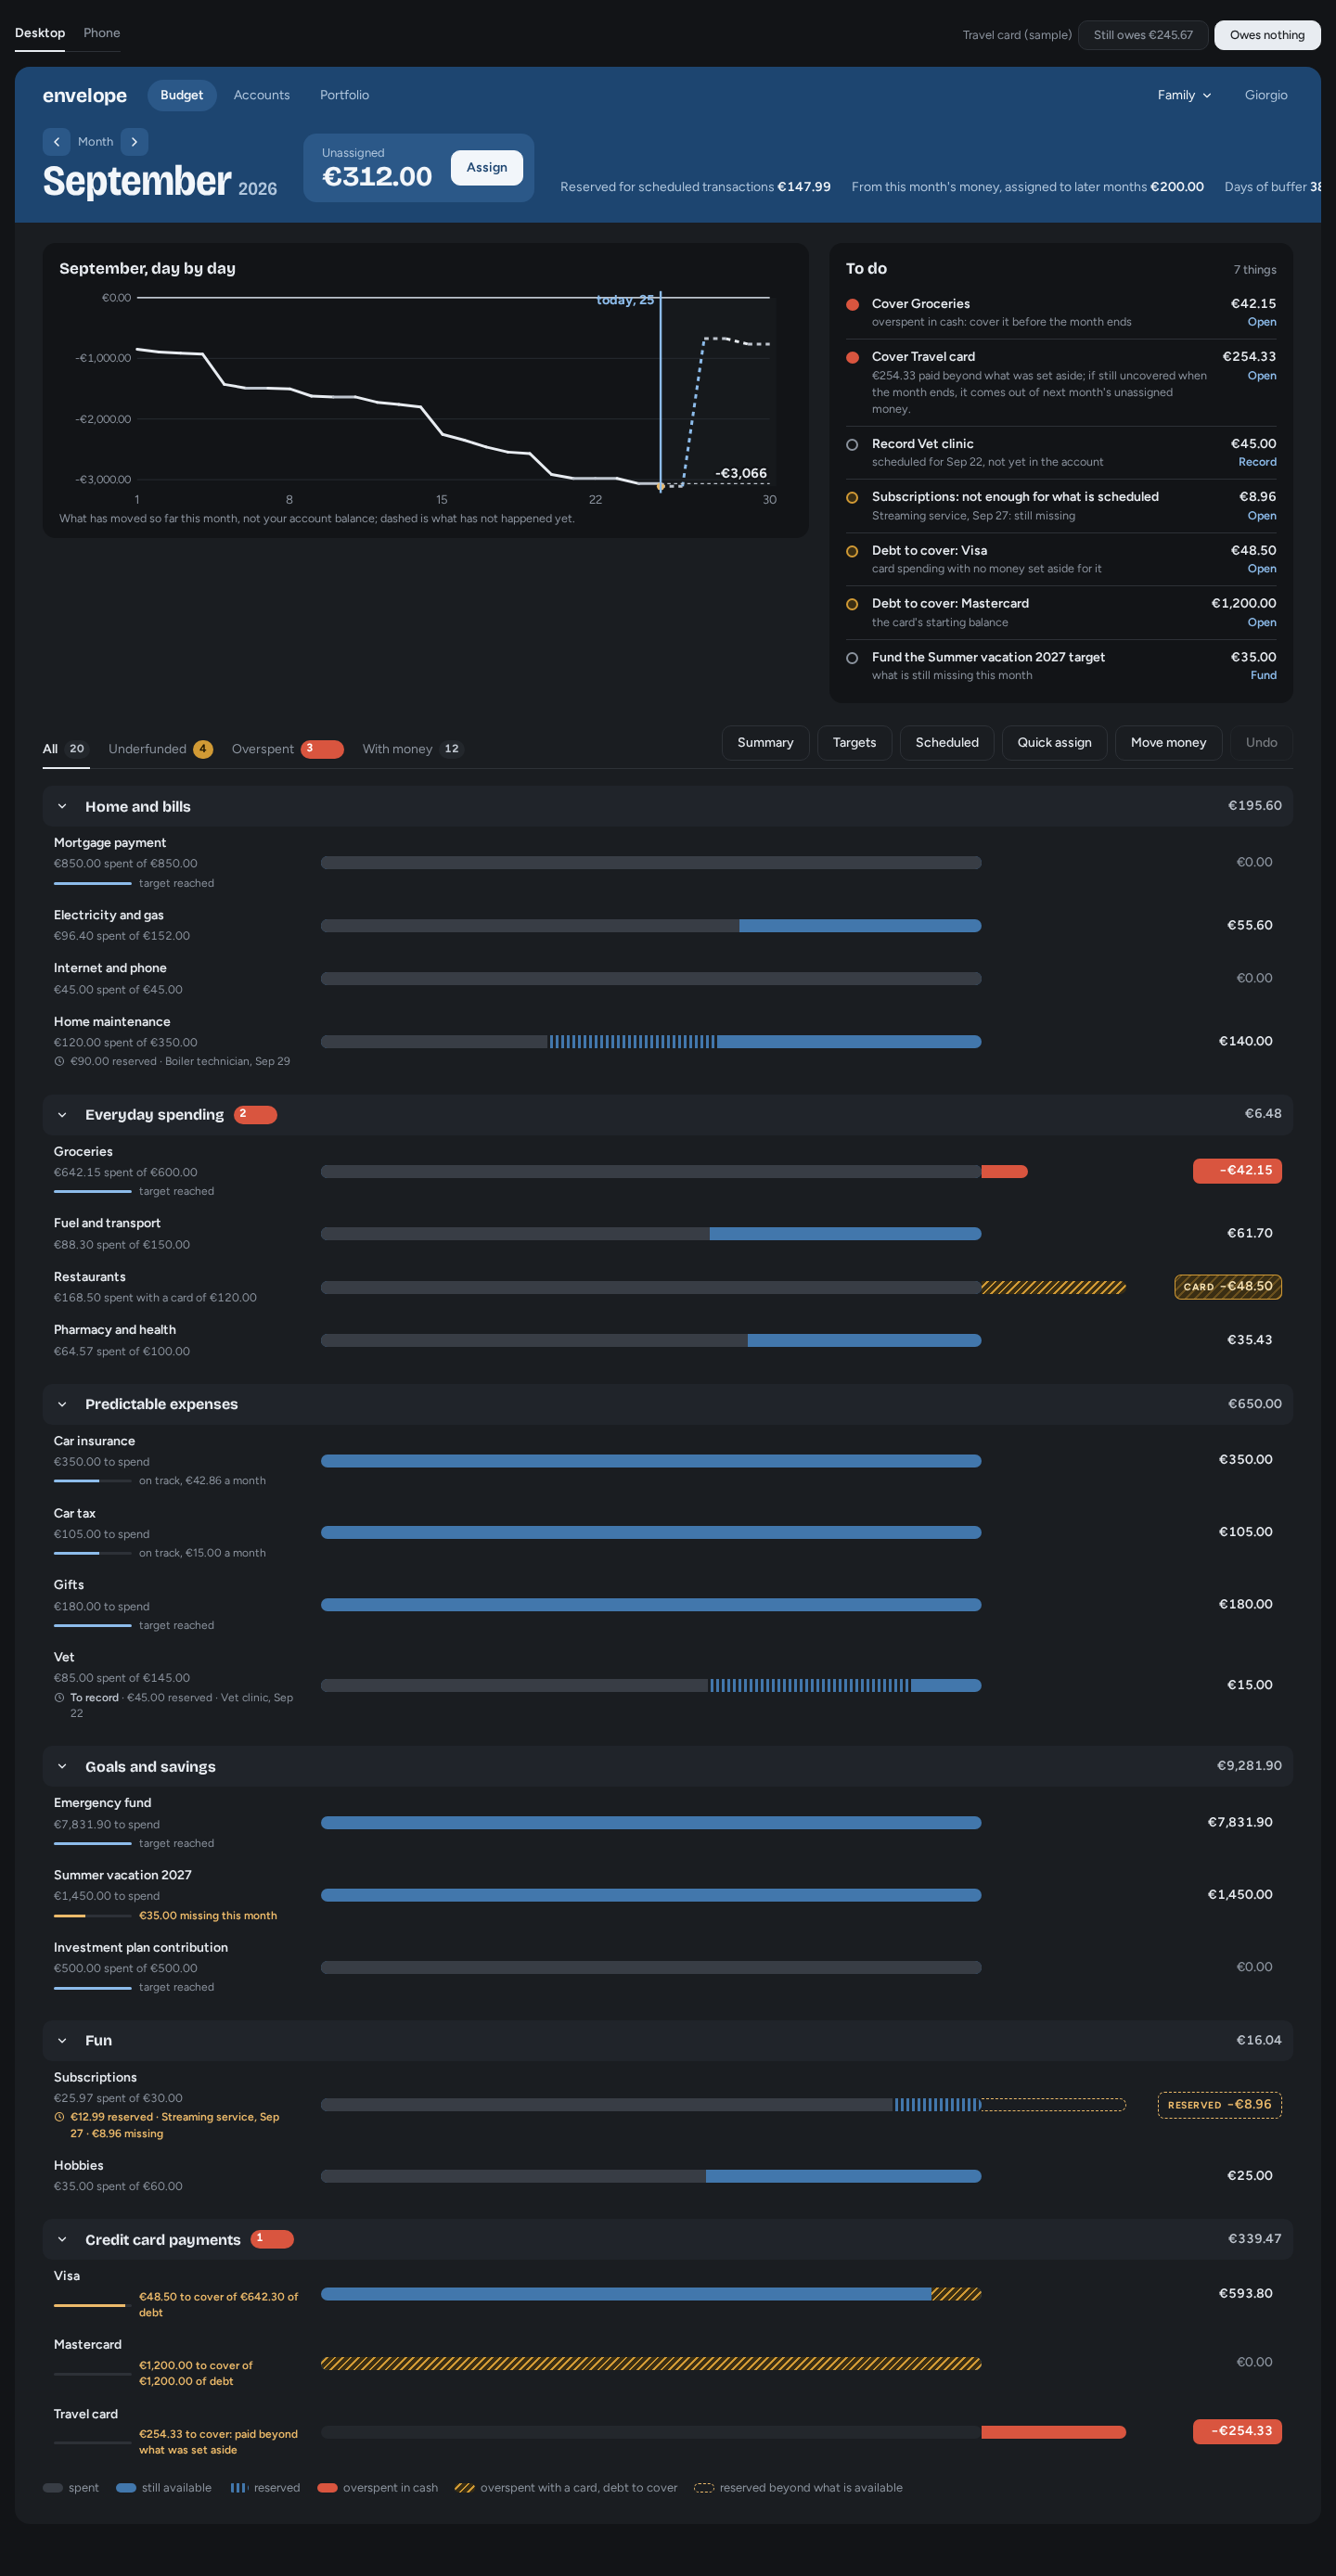 Desktop Phone
Travel card (sample) Still owes €245.67 Owes nothing
envelope Budget Accounts Portfolio Family Giorgio
Month
September 2026
Unassigned
€312.00
Assign
Reserved for scheduled transactions €147.99 From this month's money, assigned to later months €200.00 Days of buffer 38
September, day by day
€0.00
-€1,000.00
-€2,000.00
-€3,000.00
today, 25
-€3,066
1 8 15 22 30
What has moved so far this month, not your account balance; dashed is what has not happened yet.
To do 7 things
Cover Groceries €42.15
overspent in cash: cover it before the month ends Open
Cover Travel card €254.33
€254.33 paid beyond what was set aside; if still uncovered when Open
the month ends, it comes out of next month's unassigned
money.
Record Vet clinic €45.00
scheduled for Sep 22, not yet in the account Record
Subscriptions: not enough for what is scheduled €8.96
Streaming service, Sep 27: still missing Open
Debt to cover: Visa €48.50
card spending with no money set aside for it Open
Debt to cover: Mastercard €1,200.00
the card's starting balance Open
Fund the Summer vacation 2027 target €35.00
what is still missing this month Fund
All 20 Underfunded 4 Overspent 3 With money 12
Summary Targets Scheduled Quick assign Move money Undo
Home and bills €195.60
Mortgage payment
€850.00 spent of €850.00 €0.00
target reached
Electricity and gas
€96.40 spent of €152.00 €55.60
Internet and phone
€45.00 spent of €45.00 €0.00
Home maintenance
€120.00 spent of €350.00 €140.00
€90.00 reserved · Boiler technician, Sep 29
Everyday spending 2 €6.48
Groceries
€642.15 spent of €600.00 -€42.15
target reached
Fuel and transport
€88.30 spent of €150.00 €61.70
Restaurants
€168.50 spent with a card of €120.00 CARD -€48.50
Pharmacy and health
€64.57 spent of €100.00 €35.43
Predictable expenses €650.00
Car insurance
€350.00 to spend €350.00
on track, €42.86 a month
Car tax
€105.00 to spend €105.00
on track, €15.00 a month
Gifts
€180.00 to spend €180.00
target reached
Vet
€85.00 spent of €145.00 €15.00
To record · €45.00 reserved · Vet clinic, Sep
22
Goals and savings €9,281.90
Emergency fund
€7,831.90 to spend €7,831.90
target reached
Summer vacation 2027
€1,450.00 to spend €1,450.00
€35.00 missing this month
Investment plan contribution
€500.00 spent of €500.00 €0.00
target reached
Fun €16.04
Subscriptions
€25.97 spent of €30.00 RESERVED -€8.96
€12.99 reserved · Streaming service, Sep
27 · €8.96 missing
Hobbies
€35.00 spent of €60.00 €25.00
Credit card payments 1 €339.47
Visa
€48.50 to cover of €642.30 of €593.80
debt
Mastercard
€1,200.00 to cover of €0.00
€1,200.00 of debt
Travel card
€254.33 to cover: paid beyond -€254.33
what was set aside
spent still available reserved overspent in cash overspent with a card, debt to cover reserved beyond what is available